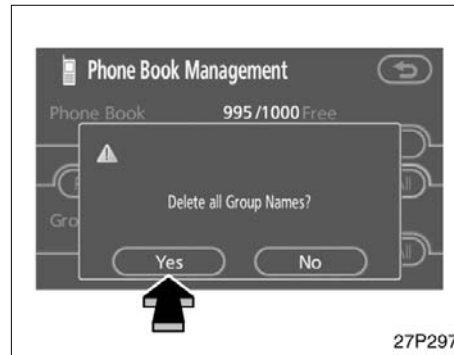 Phone Book Management
Phone Book 995/1000 Free
Delete all Group Names?
Yes No
27P297